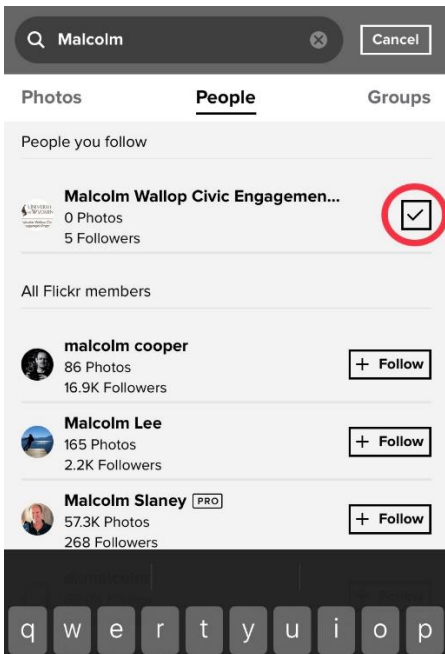 Malcolm
Cancel
Photos
People
Groups
People you follow
Malcolm Wallop Civic Engagemen...
0 Photos
5 Followers
All Flickr members
malcolm cooper
86 Photos
16.9K Followers
+ Follow
Malcolm Lee
165 Photos
2.2K Followers
+ Follow
Malcolm Slaney PRO
57.3K Photos
268 Followers
+ Follow
q w e r t y u i o p